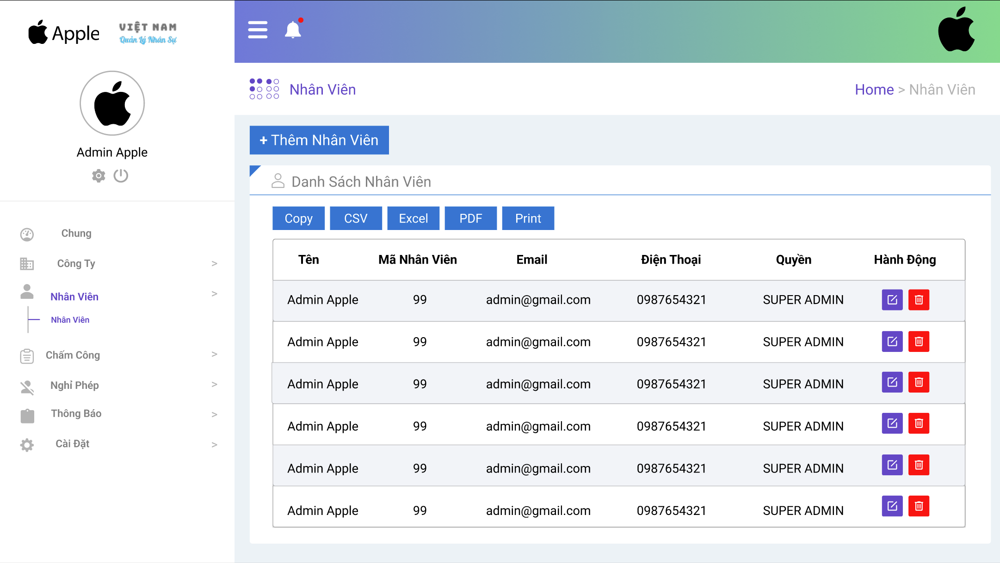 Apple
VIỆT NAM
Quản Lý Nhân Sự
Admin Apple
Chung
Công Ty >
Nhân Viên >
Nhân Viên
Chấm Công >
Nghỉ Phép >
Thông Báo >
Cài Đặt >
Nhân Viên
Home > Nhân Viên
+ Thêm Nhân Viên
Danh Sách Nhân Viên
Copy CSV Excel PDF Print
Tên Mã Nhân Viên Email Điện Thoại Quyền Hành Động
Admin Apple 99 admin@gmail.com 0987654321 SUPER ADMIN
Admin Apple 99 admin@gmail.com 0987654321 SUPER ADMIN
Admin Apple 99 admin@gmail.com 0987654321 SUPER ADMIN
Admin Apple 99 admin@gmail.com 0987654321 SUPER ADMIN
Admin Apple 99 admin@gmail.com 0987654321 SUPER ADMIN
Admin Apple 99 admin@gmail.com 0987654321 SUPER ADMIN